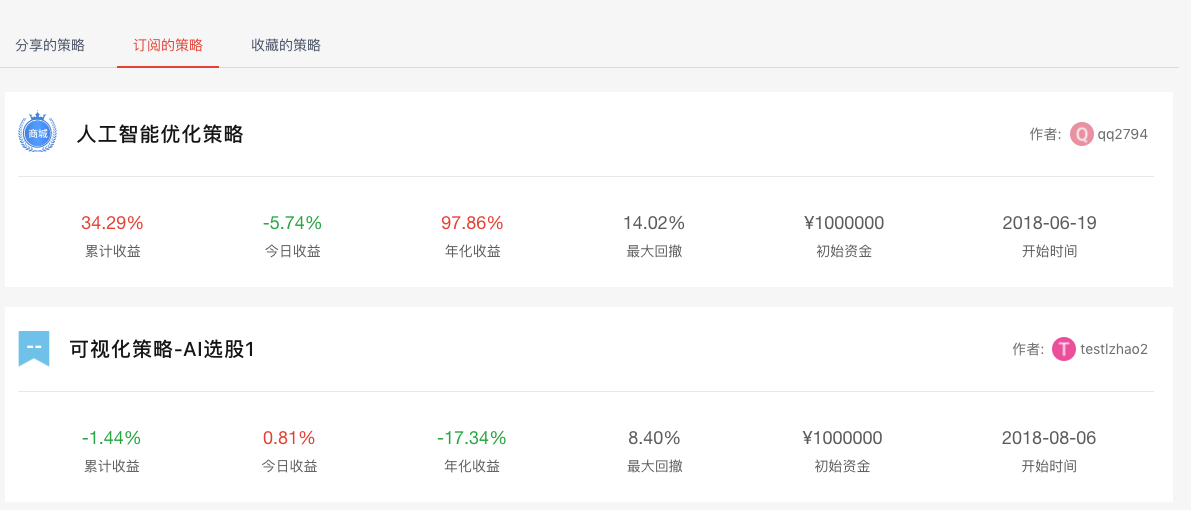 分享的策略 订阅的策略 收藏的策略
商城 人工智能优化策略 作者: Q qq2794
34.29% -5.74% 97.86% 14.02% ¥1000000 2018-06-19
累计收益 今日收益 年化收益 最大回撤 初始资金 开始时间
-- 可视化策略-AI选股1 作者: T testlzhao2
-1.44% 0.81% -17.34% 8.40% ¥1000000 2018-08-06
累计收益 今日收益 年化收益 最大回撤 初始资金 开始时间